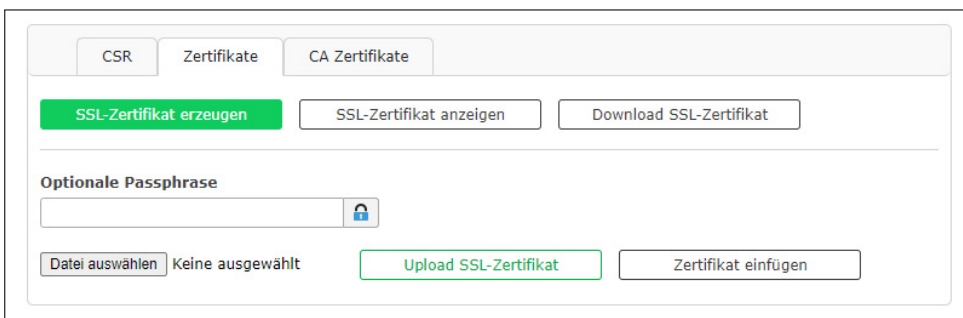 CSR Zertifikate CA Zertifikate
SSL-Zertifikat erzeugen SSL-Zertifikat anzeigen Download SSL-Zertifikat
Optionale Passphrase
Datei auswählen Keine ausgewählt Upload SSL-Zertifikat Zertifikat einfügen